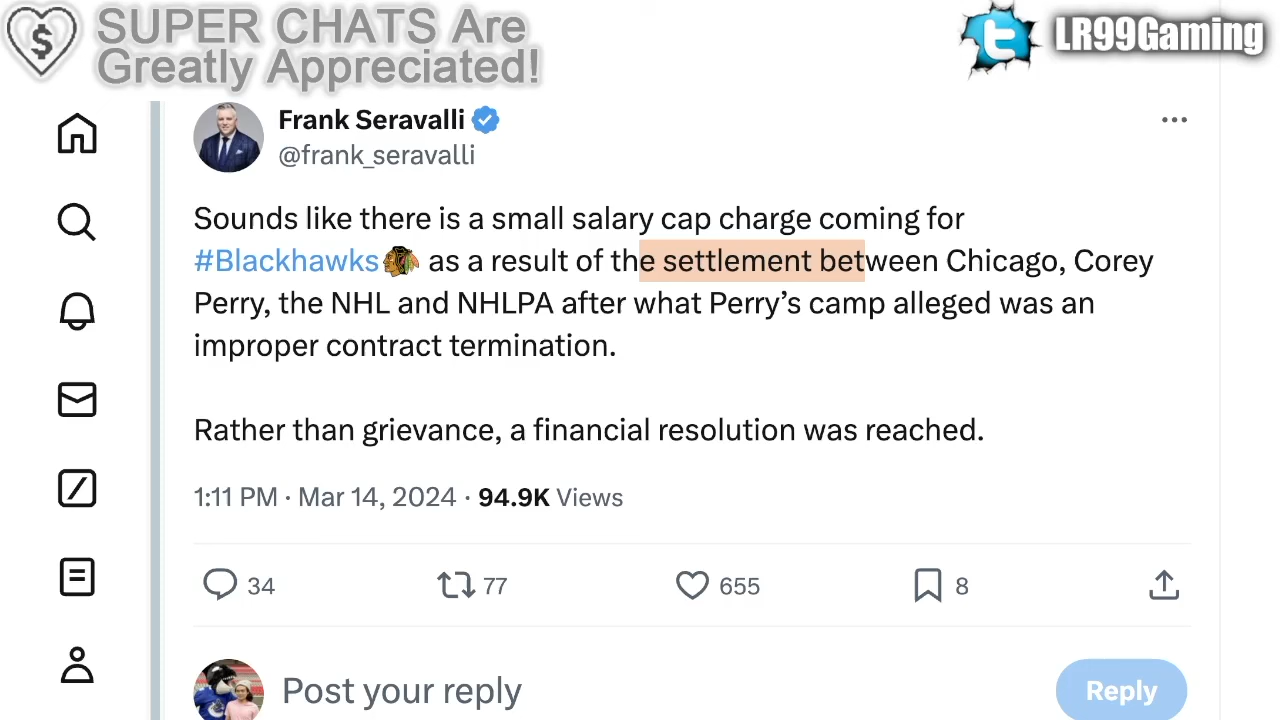 SUPER CHATS Are
Greatly Appreciated!
LR99Gaming
Frank Seravalli
@frank_seravalli
Sounds like there is a small salary cap charge coming for
#Blackhawks as a result of the settlement between Chicago, Corey
Perry, the NHL and NHLPA after what Perry’s camp alleged was an
improper contract termination.
Rather than grievance, a financial resolution was reached.
1:11 PM · Mar 14, 2024 · 94.9K Views
34 77 655 8
Post your reply
Reply